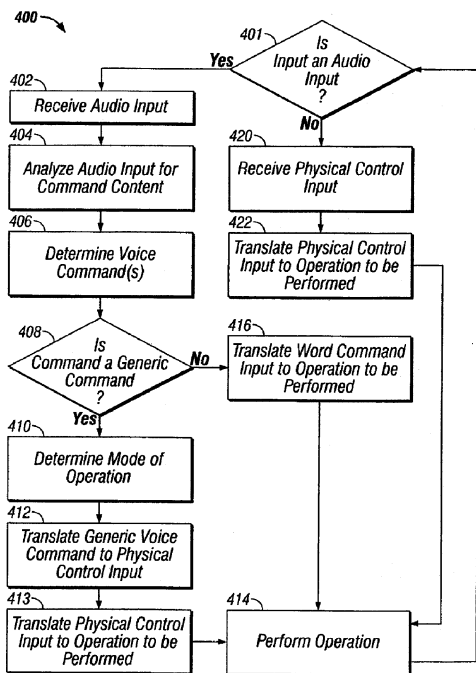 400
401
Is
Input an Audio
Input
?
Yes
No
402
Receive Audio Input
404
Analyze Audio Input for
Command Content
406
Determine Voice
Command(s)
408
Is
Command a Generic
Command
?
No
Yes
420
Receive Physical Control
Input
422
Translate Physical Control
Input to Operation to be
Performed
416
Translate Word Command
Input to Operation to be
Performed
410
Determine Mode of
Operation
412
Translate Generic Voice
Command to Physical
Control Input
413
Translate Physical Control
Input to Operation to be
Performed
414
Perform Operation